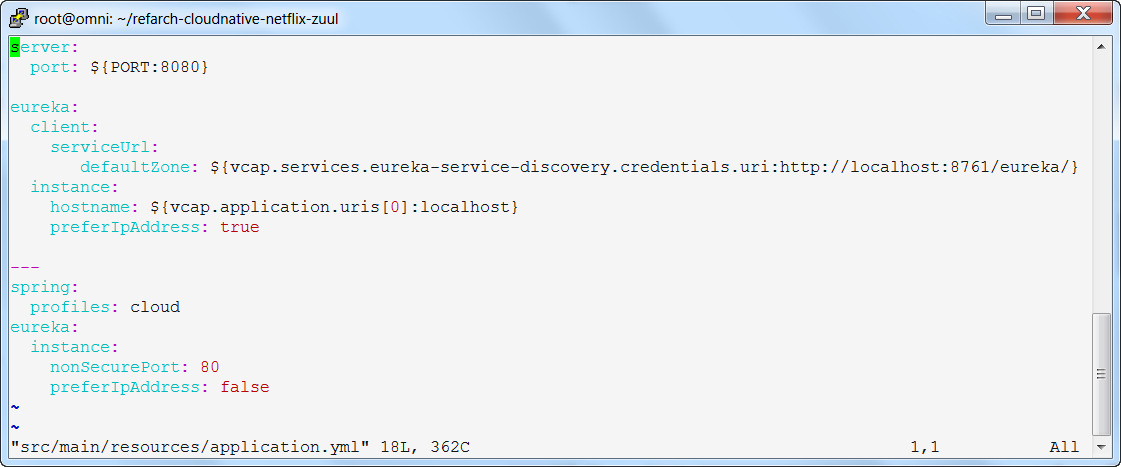 root@omni: ~/refarch-cloudnative-netflix-zuul
server:
  port: ${PORT:8080}

eureka:
  client:
    serviceUrl:
       defaultZone: ${vcap.services.eureka-service-discovery.credentials.uri:http://localhost:8761/eureka/}
  instance:
    hostname: ${vcap.application.uris[0]:localhost}
    preferIpAddress: true

---
spring:
  profiles: cloud
eureka:
  instance:
    nonSecurePort: 80
    preferIpAddress: false
~
~
"src/main/resources/application.yml" 18L, 362C 1,1 All